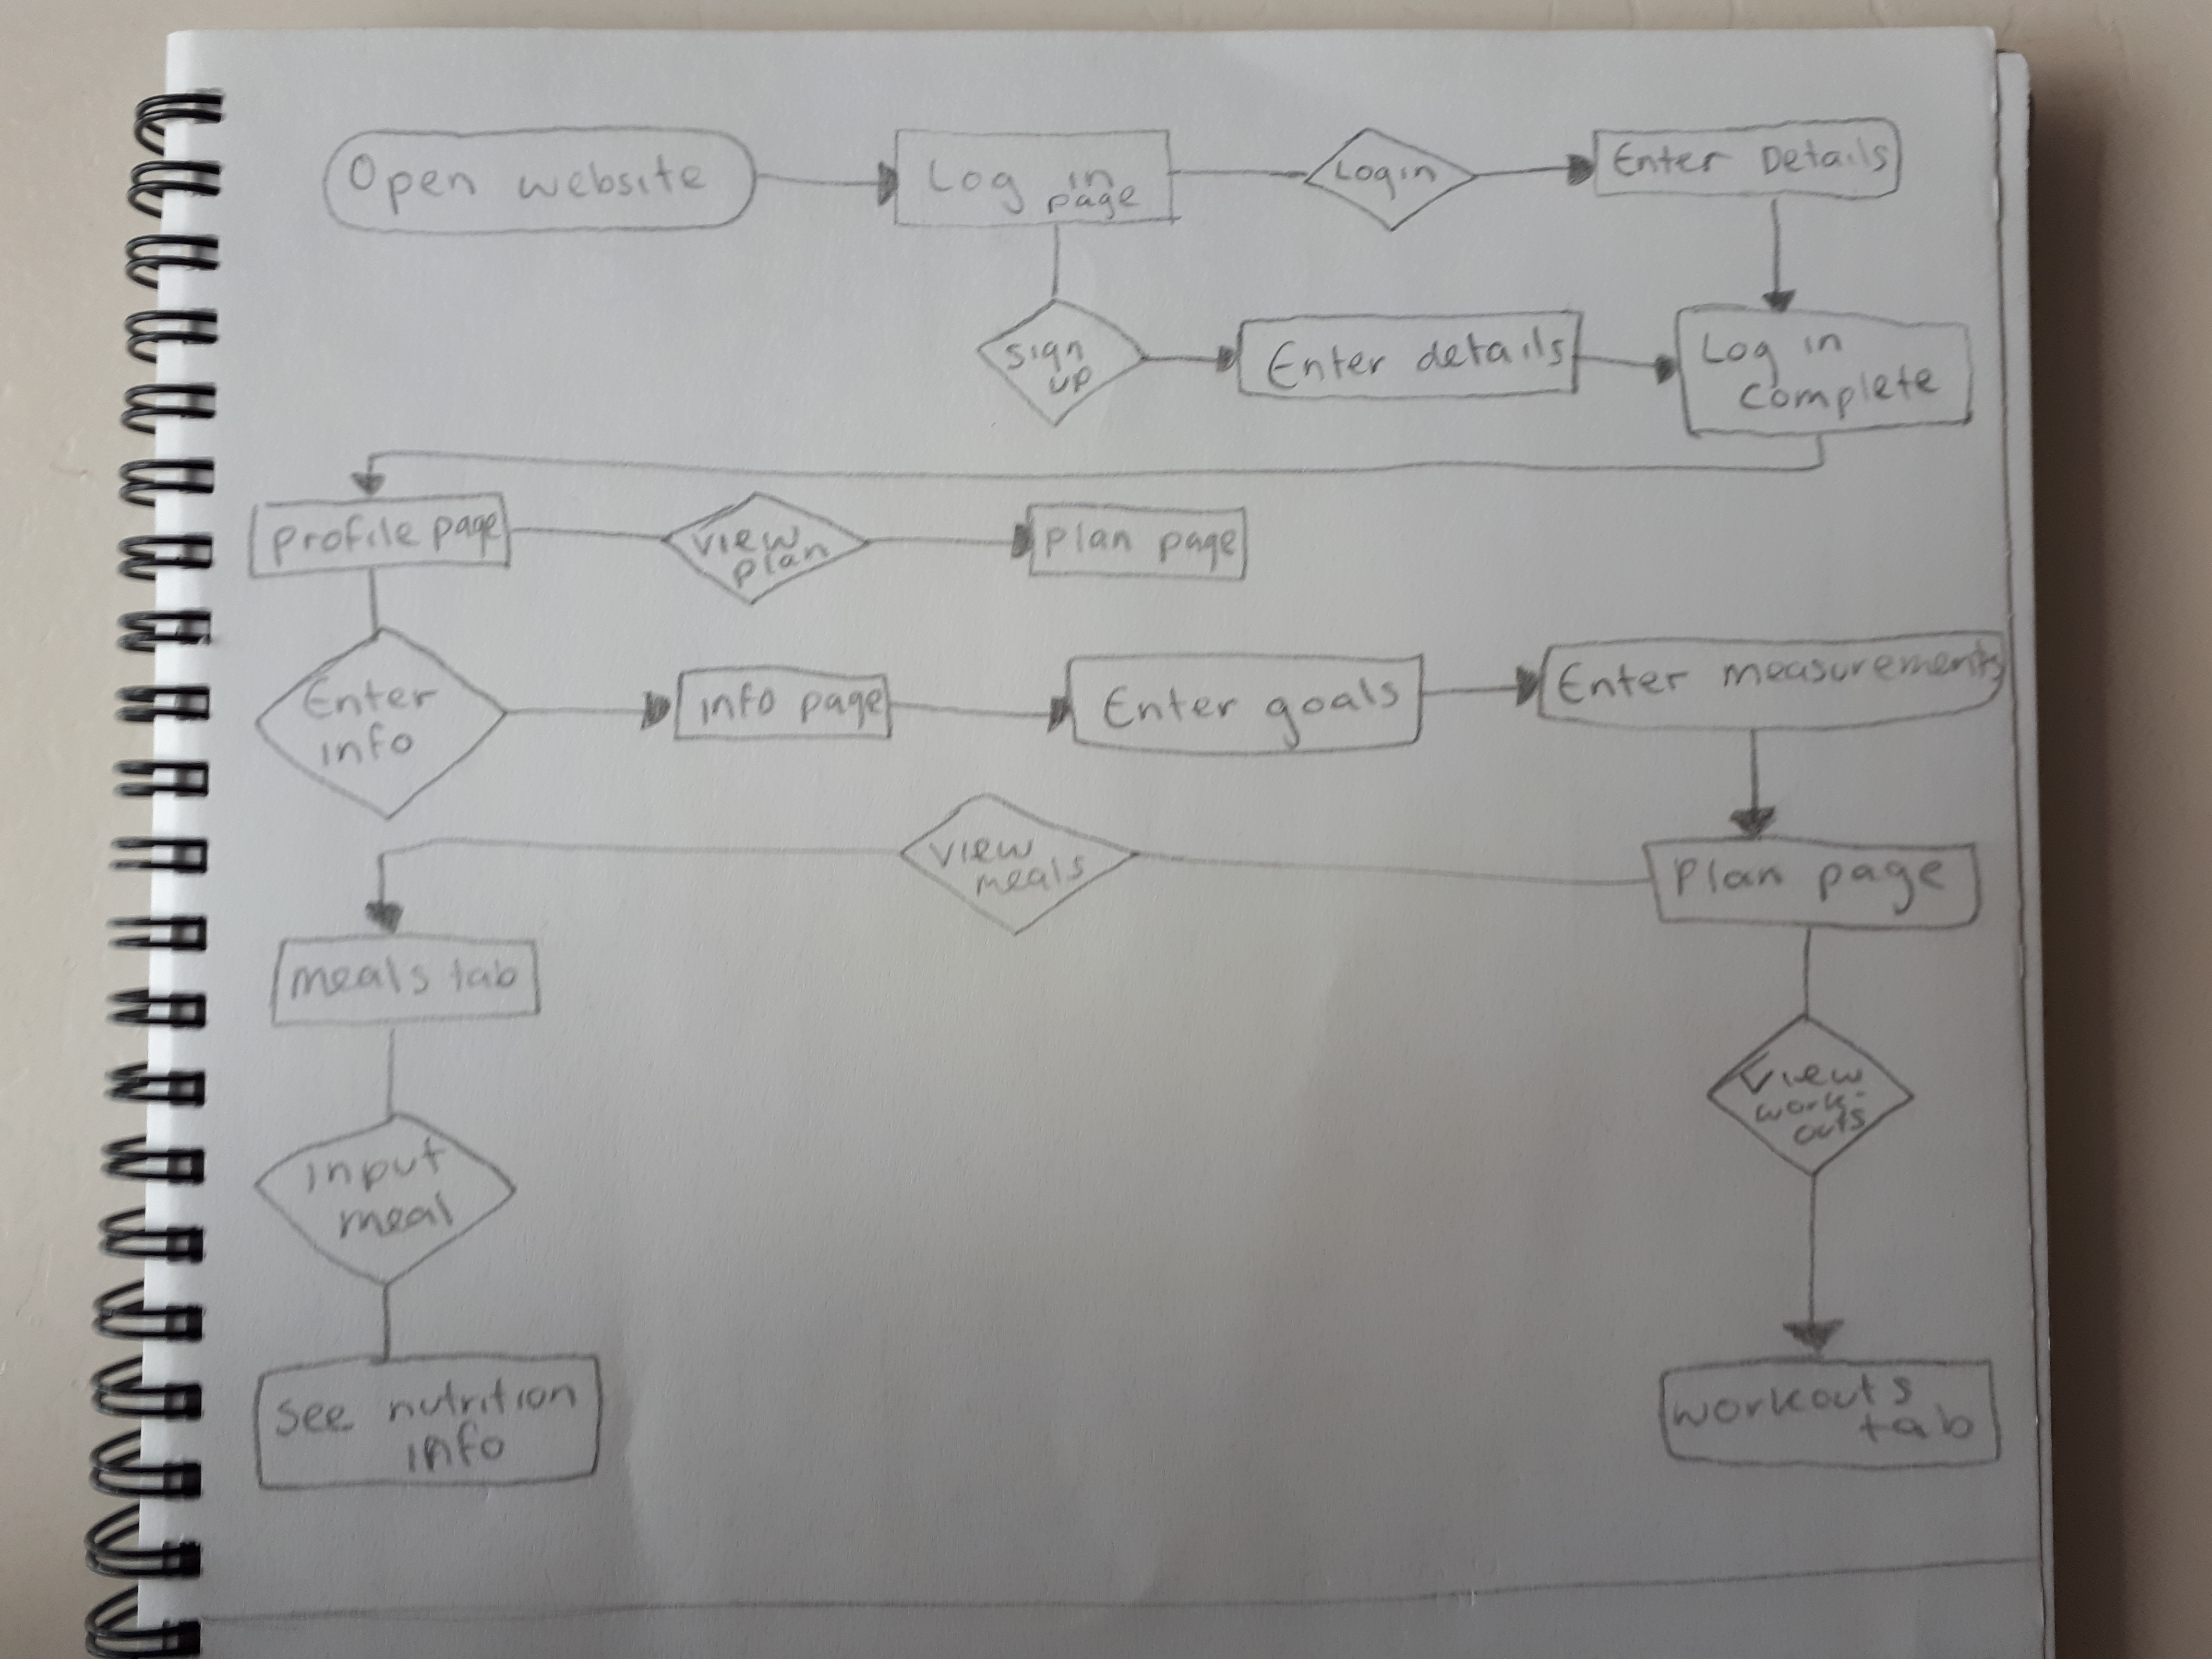 Open website
Log in
page
Login
Enter Details
sign
up
Enter details
Log in
complete
profile page
view
plan
plan page
Enter
info
info page
Enter goals
Enter measurements
view
meals
Plan page
meals tab
View
work-
outs
input
meal
see nutrition
info
workouts
tab